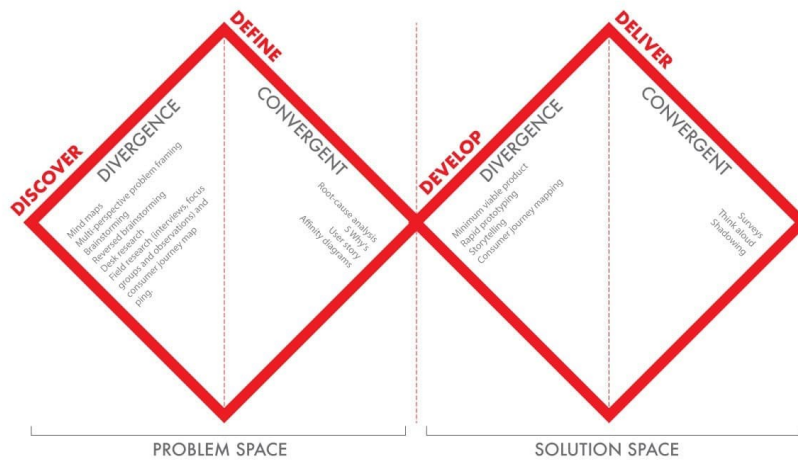 DISCOVER
DIVERGENCE
Mind maps
Multi-perspective problem framing
Brainstorming
Reversed brainstorming
Desk research
Field research (interviews, focus
groups and observations) and
consumer journey map
ping.
DEFINE
CONVERGENT
Root-cause analysis
5 Why's
User story
Affinity diagrams
DEVELOP
DIVERGENCE
Minimum viable product
Rapid prototyping
Storytelling
Consumer journey mapping
DELIVER
CONVERGENT
Surveys
Think aloud
Shadowing
PROBLEM SPACE
SOLUTION SPACE